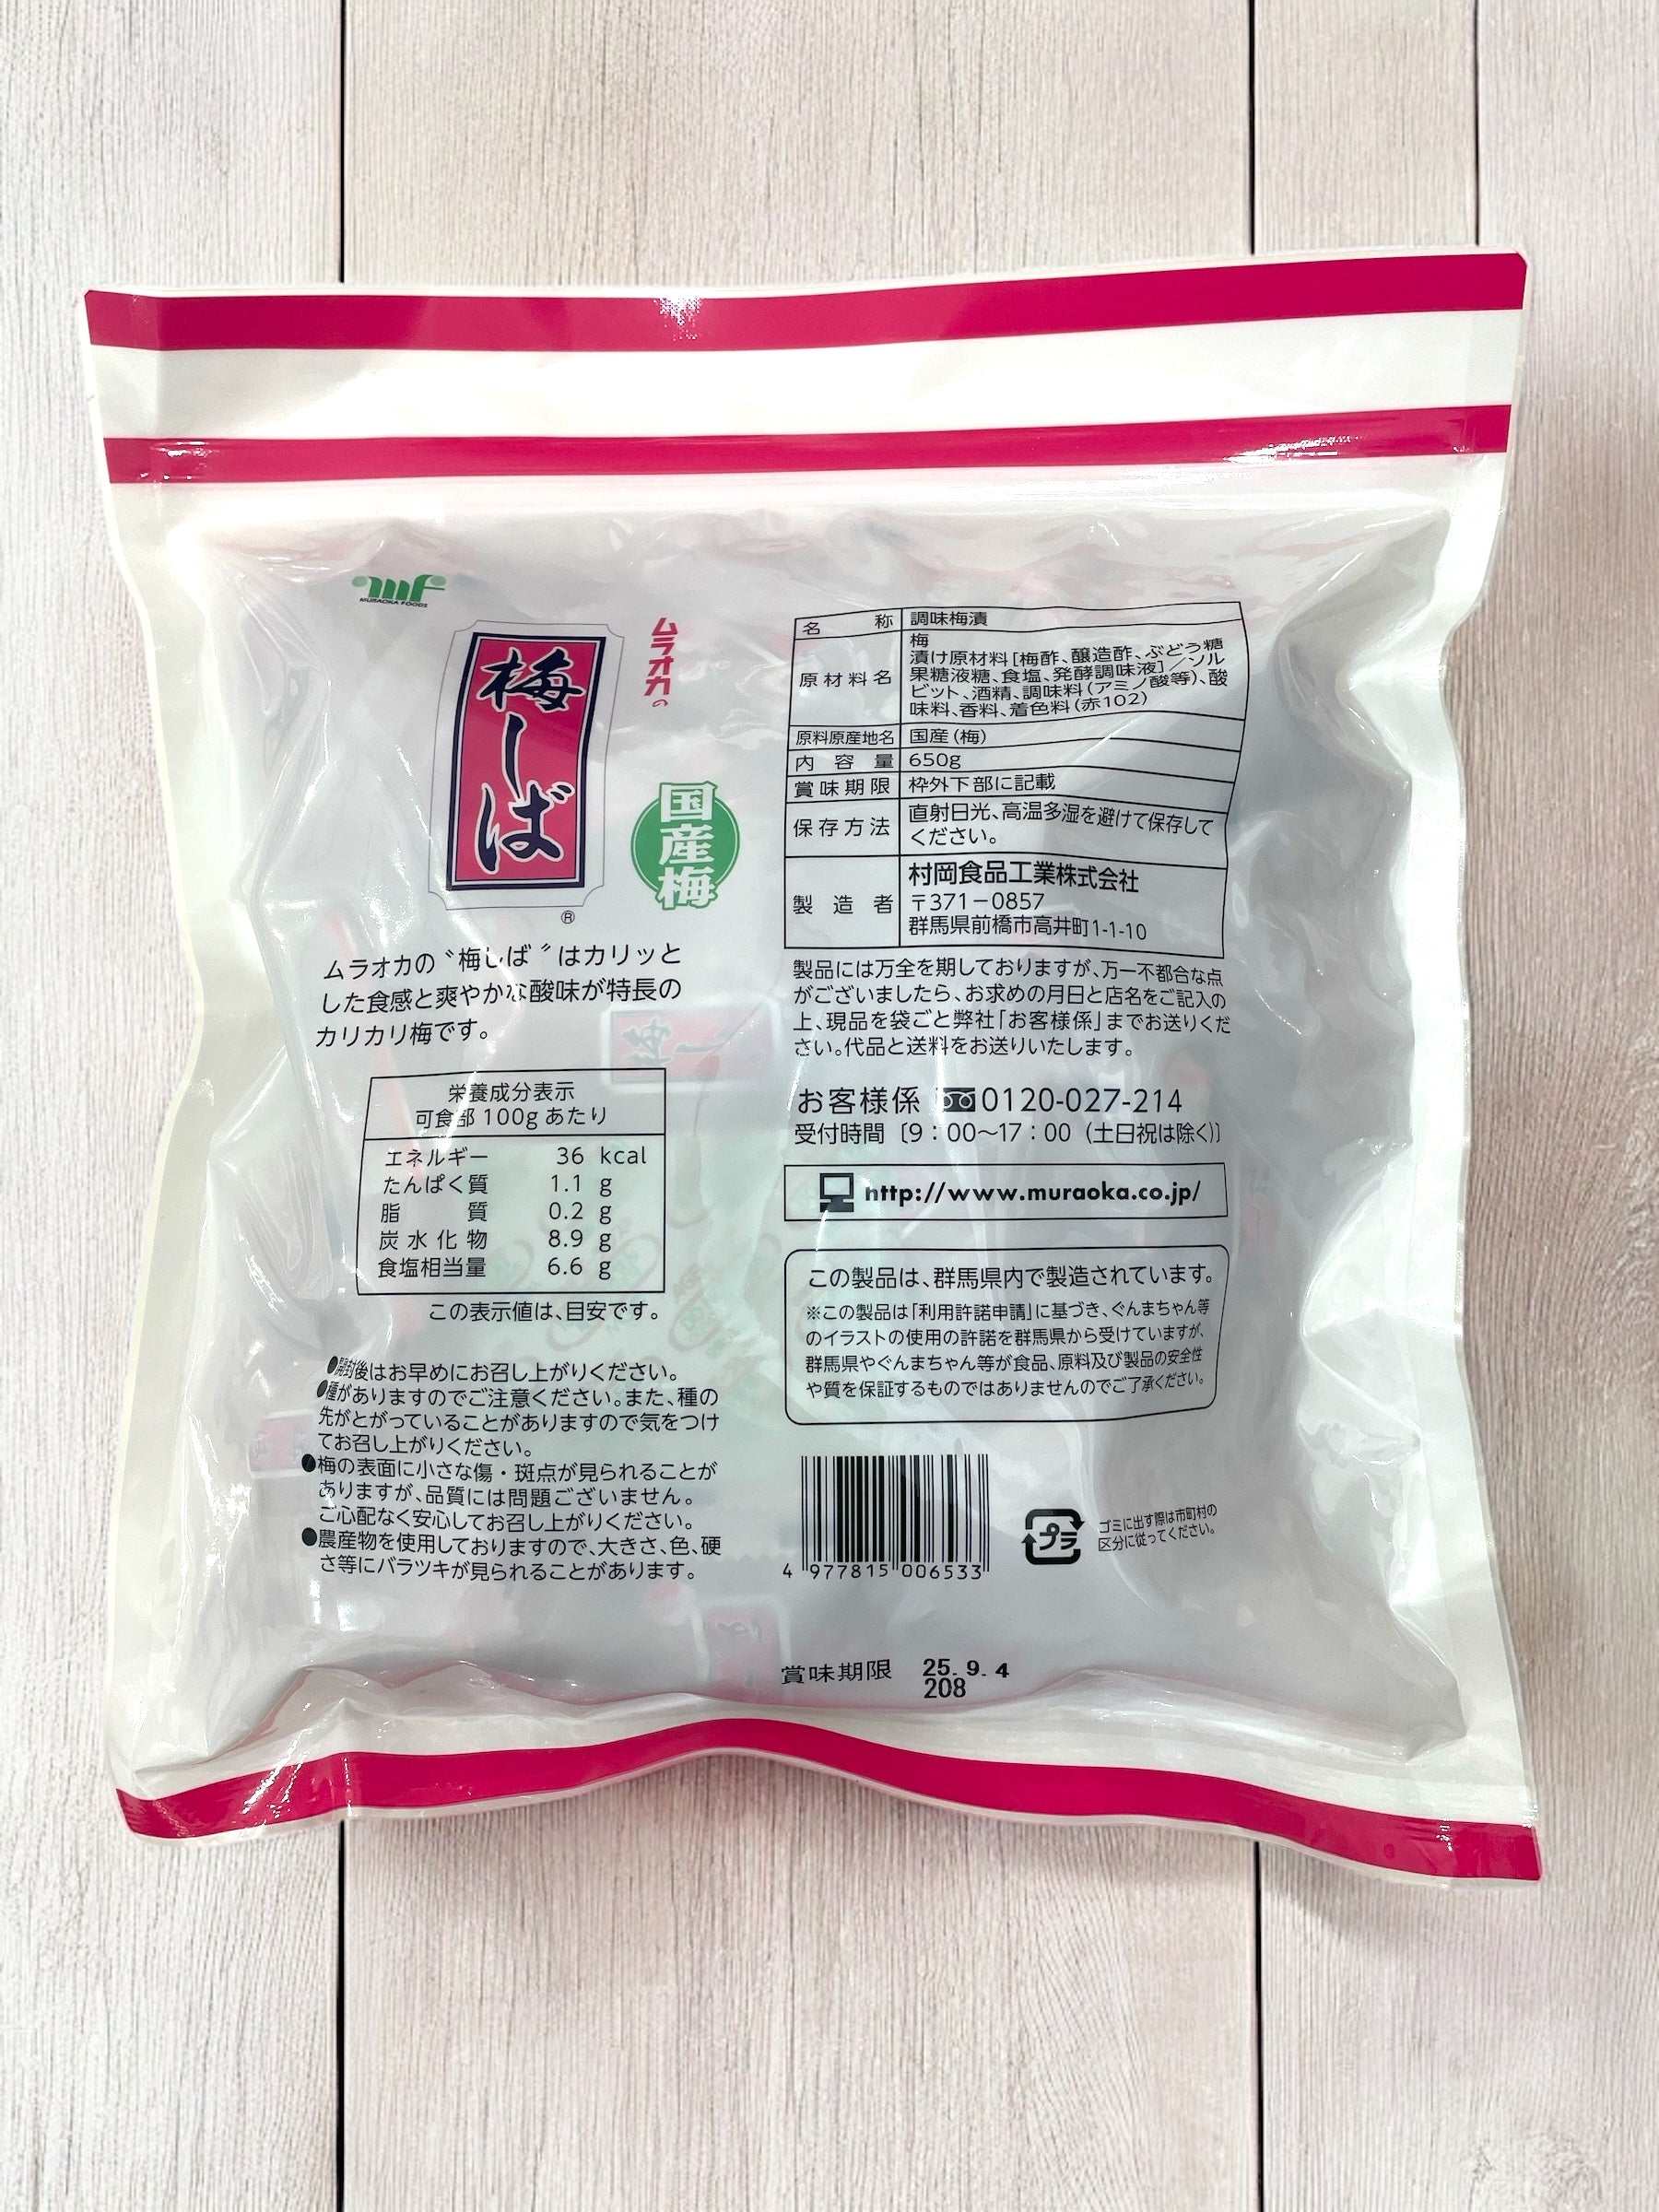 mf
MURAOKA FOODS
ムラオカの
梅しば
®
国産梅
ムラオカの〝梅しば〞はカリッと
した食感と爽やかな酸味が特長の
カリカリ梅です。
栄養成分表示
可食部100gあたり
エネルギー 36 kcal
たんぱく質 1.1 g
脂質 0.2 g
炭水化物 8.9 g
食塩相当量 6.6 g
この表示値は、目安です。
●開封後はお早めにお召し上がりください。
●種がありますのでご注意ください。また、種の
先がとがっていることがありますので気をつけ
てお召し上がりください。
●梅の表面に小さな傷・斑点が見られることが
ありますが、品質には問題ございません。
ご心配なく安心してお召し上がりください。
●農産物を使用しておりますので、大きさ、色、硬
さ等にバラツキが見られることがあります。
名称 調味梅漬
原材料名 梅
漬け原材料[梅酢、醸造酢、ぶどう糖
果糖液糖、食塩、発酵調味液]／ソル
ビット、酒精、調味料(アミノ酸等)、酸
味料、香料、着色料(赤102)
原料原産地名 国産(梅)
内容量 650g
賞味期限 枠外下部に記載
保存方法 直射日光、高温多湿を避けて保存して
ください。
製造者 村岡食品工業株式会社
〒371－0857
群馬県前橋市高井町1-1-10
製品には万全を期しておりますが、万一不都合な点
がございましたら、お求めの月日と店名をご記入の
上、現品を袋ごと弊社「お客様係」までお送りくだ
さい。代品と送料をお送りいたします。
お客様係 0120-027-214
受付時間〔9：00〜17：00（土日祝は除く)〕
http://www.muraoka.co.jp/
この製品は、群馬県内で製造されています。
※この製品は「利用許諾申請」に基づき、ぐんまちゃん等
のイラストの使用の許諾を群馬県から受けていますが、
群馬県やぐんまちゃん等が食品、原料及び製品の安全性
や質を保証するものではありませんのでご了承ください。
4 977815 006533
プラ
ゴミに出す際は市町村の
区分に従ってください。
賞味期限 25.9.4
208